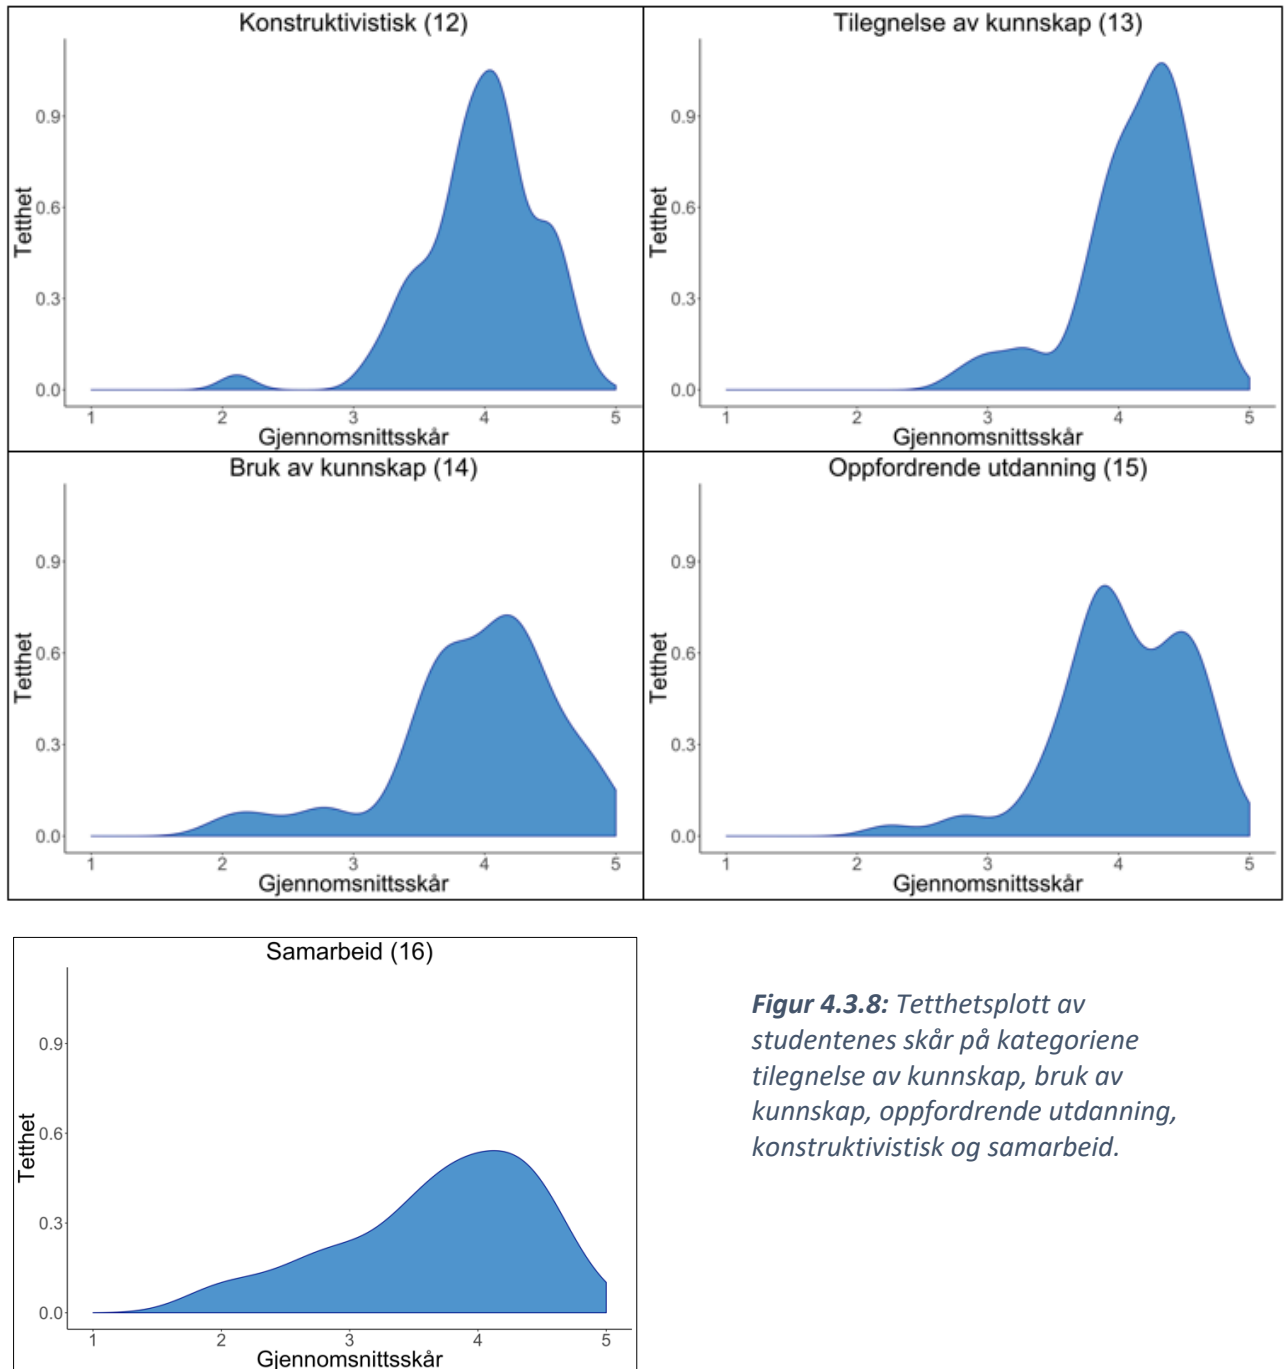 Konstruktivistisk (12)
Tetthet
0.9
0.6
0.3
0.0
1 2 3 4 5
Gjennomsnittsskår
Tilegnelse av kunnskap (13)
Tetthet
0.9
0.6
0.3
0.0
1 2 3 4 5
Gjennomsnittsskår
Bruk av kunnskap (14)
Tetthet
0.9
0.6
0.3
0.0
1 2 3 4 5
Gjennomsnittsskår
Oppfordrende utdanning (15)
Tetthet
0.9
0.6
0.3
0.0
1 2 3 4 5
Gjennomsnittsskår
Samarbeid (16)
Tetthet
0.9
0.6
0.3
0.0
1 2 3 4 5
Gjennomsnittsskår
Figur 4.3.8: Tetthetsplott av
studentenes skår på kategoriene
tilegnelse av kunnskap, bruk av
kunnskap, oppfordrende utdanning,
konstruktivistisk og samarbeid.